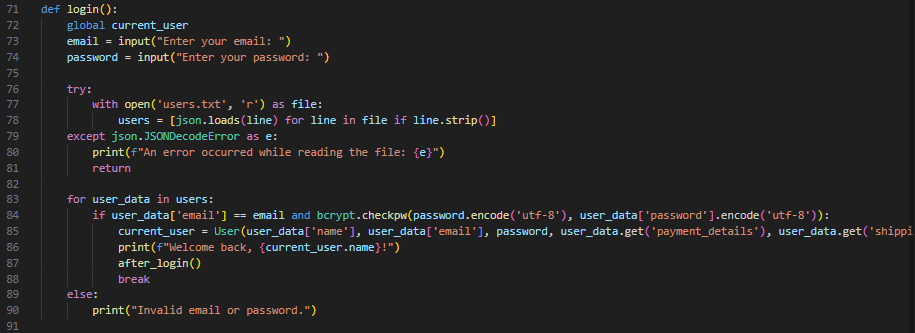 71 def login():
72     global current_user
73     email = input("Enter your email: ")
74     password = input("Enter your password: ")
75
76     try:
77         with open('users.txt', 'r') as file:
78             users = [json.loads(line) for line in file if line.strip()]
79     except json.JSONDecodeError as e:
80         print(f"An error occurred while reading the file: {e}")
81         return
82
83     for user_data in users:
84         if user_data['email'] == email and bcrypt.checkpw(password.encode('utf-8'), user_data['password'].encode('utf-8')):
85             current_user = User(user_data['name'], user_data['email'], password, user_data.get('payment_details'), user_data.get('shippi
86             print(f"Welcome back, {current_user.name}!")
87             after_login()
88             break
89     else:
90         print("Invalid email or password.")
91